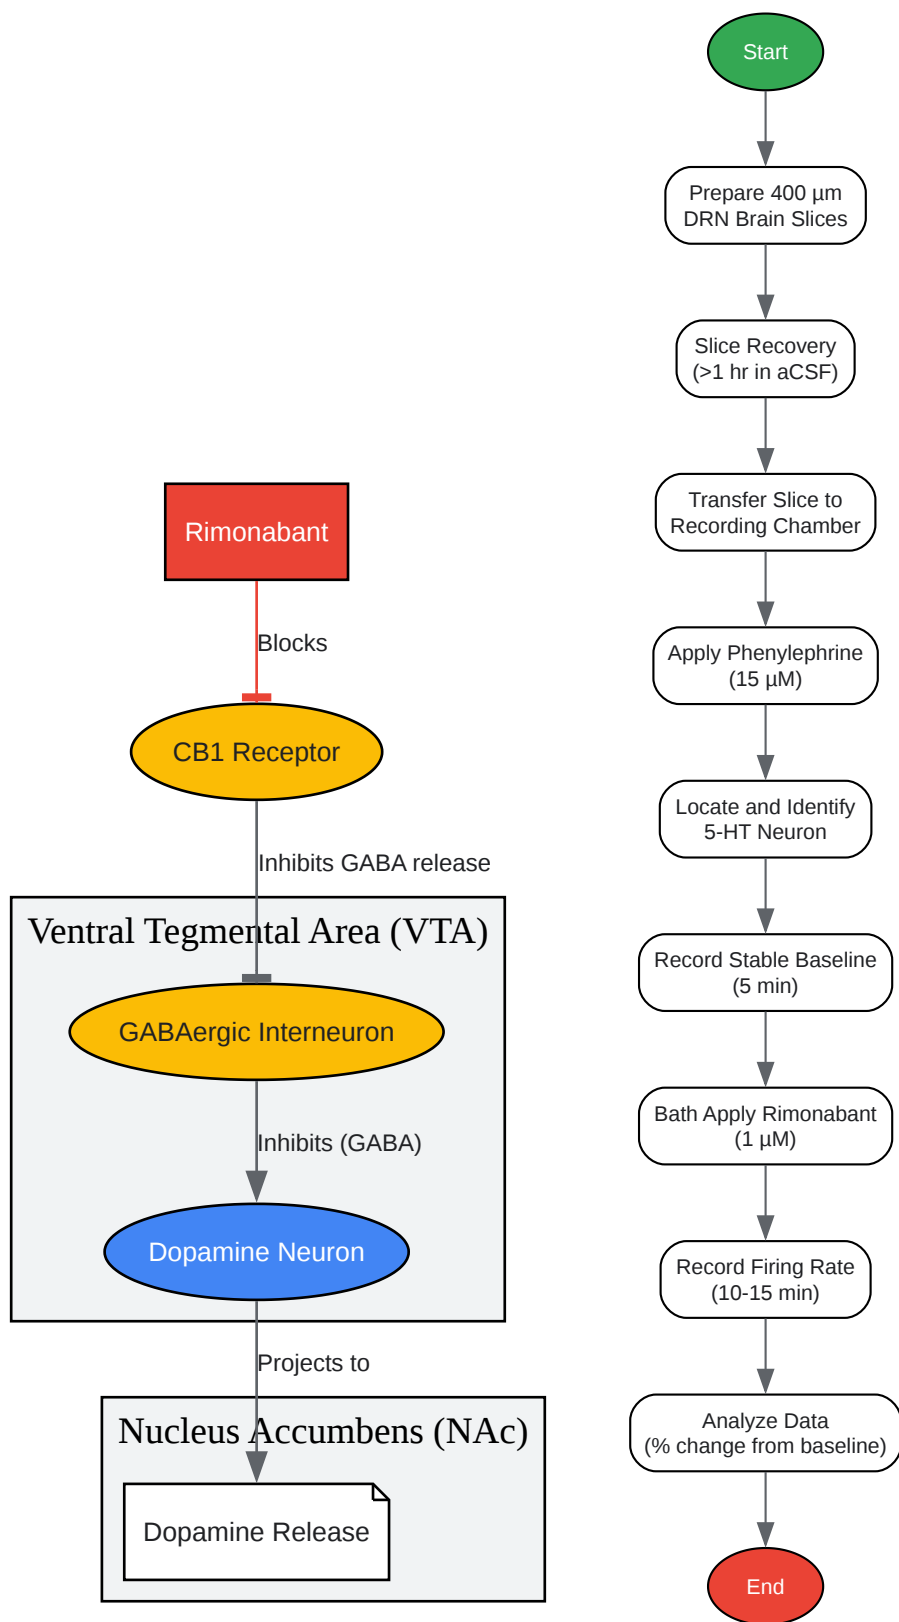 Rimonabant
Blocks
CB1 Receptor
Inhibits GABA release
Ventral Tegmental Area (VTA)
GABAergic Interneuron
Inhibits (GABA)
Dopamine Neuron
Projects to
Nucleus Accumbens (NAc)
Dopamine Release
Start
Prepare 400 µm
DRN Brain Slices
Slice Recovery
(>1 hr in aCSF)
Transfer Slice to
Recording Chamber
Apply Phenylephrine
(15 µM)
Locate and Identify
5-HT Neuron
Record Stable Baseline
(5 min)
Bath Apply Rimonabant
(1 µM)
Record Firing Rate
(10-15 min)
Analyze Data
(% change from baseline)
End